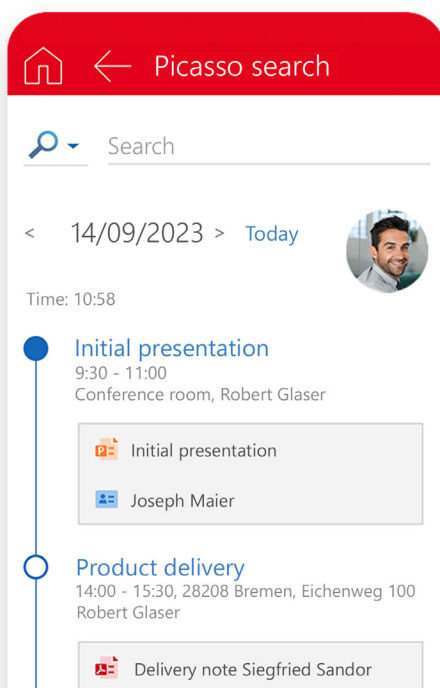 Picasso search
Search
< 14/09/2023 > Today
Time: 10:58
Initial presentation
9:30 - 11:00
Conference room, Robert Glaser
Initial presentation
Joseph Maier
Product delivery
14:00 - 15:30, 28208 Bremen, Eichenweg 100
Robert Glaser
Delivery note Siegfried Sandor